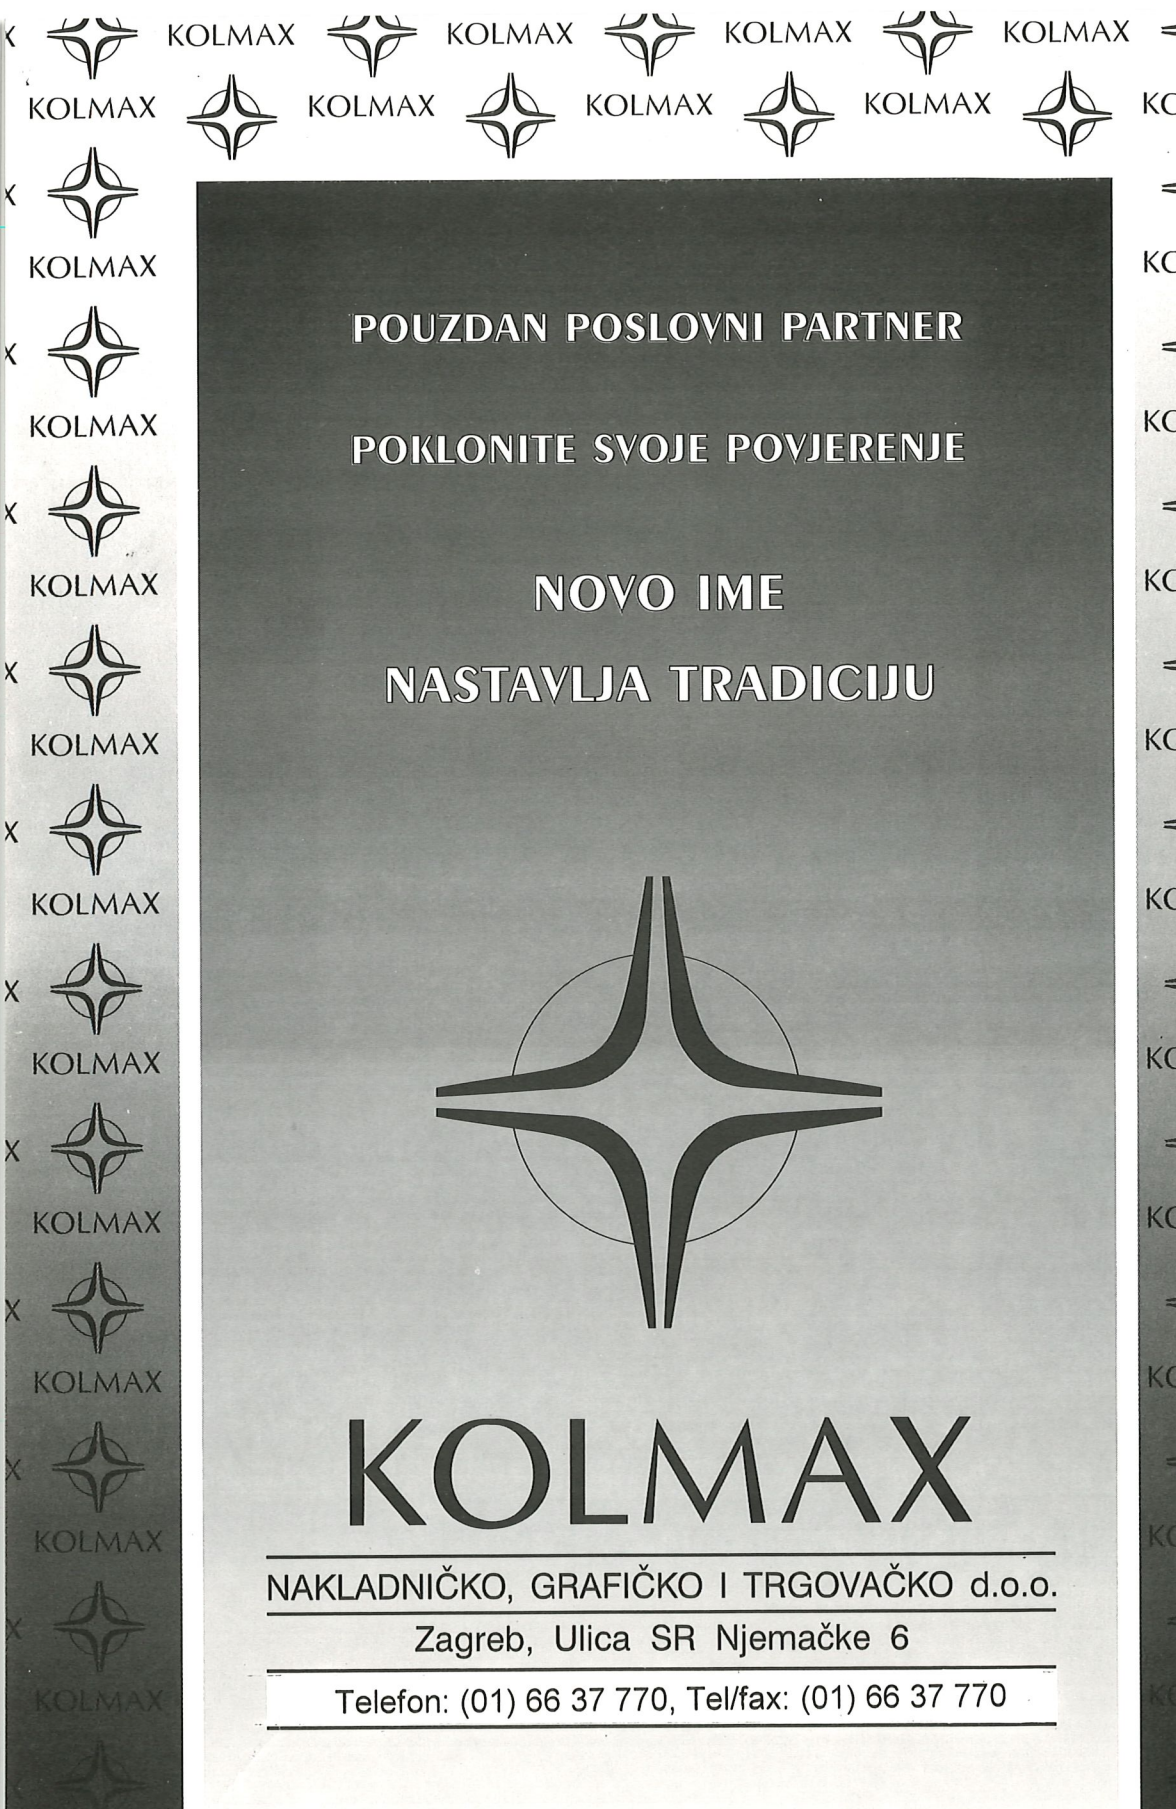 KOLMAX KOLMAX KOLMAX KOLMAX
KOLMAX KOLMAX KOLMAX KOLMAX
KOLMAX
KOLMAX
KOLMAX
KOLMAX
KOLMAX
KOLMAX
KOLMAX
KOLMAX
KOLMAX
KOLMAX
POUZDAN POSLOVNI PARTNER
POKLONITE SVOJE POVJERENJE
NOVO IME
NASTAVLJA TRADICIJU
KOLMAX
NAKLADNIČKO, GRAFIČKO I TRGOVAČKO d.o.o.
Zagreb, Ulica SR Njemačke 6
Telefon: (01) 66 37 770, Tel/fax: (01) 66 37 770